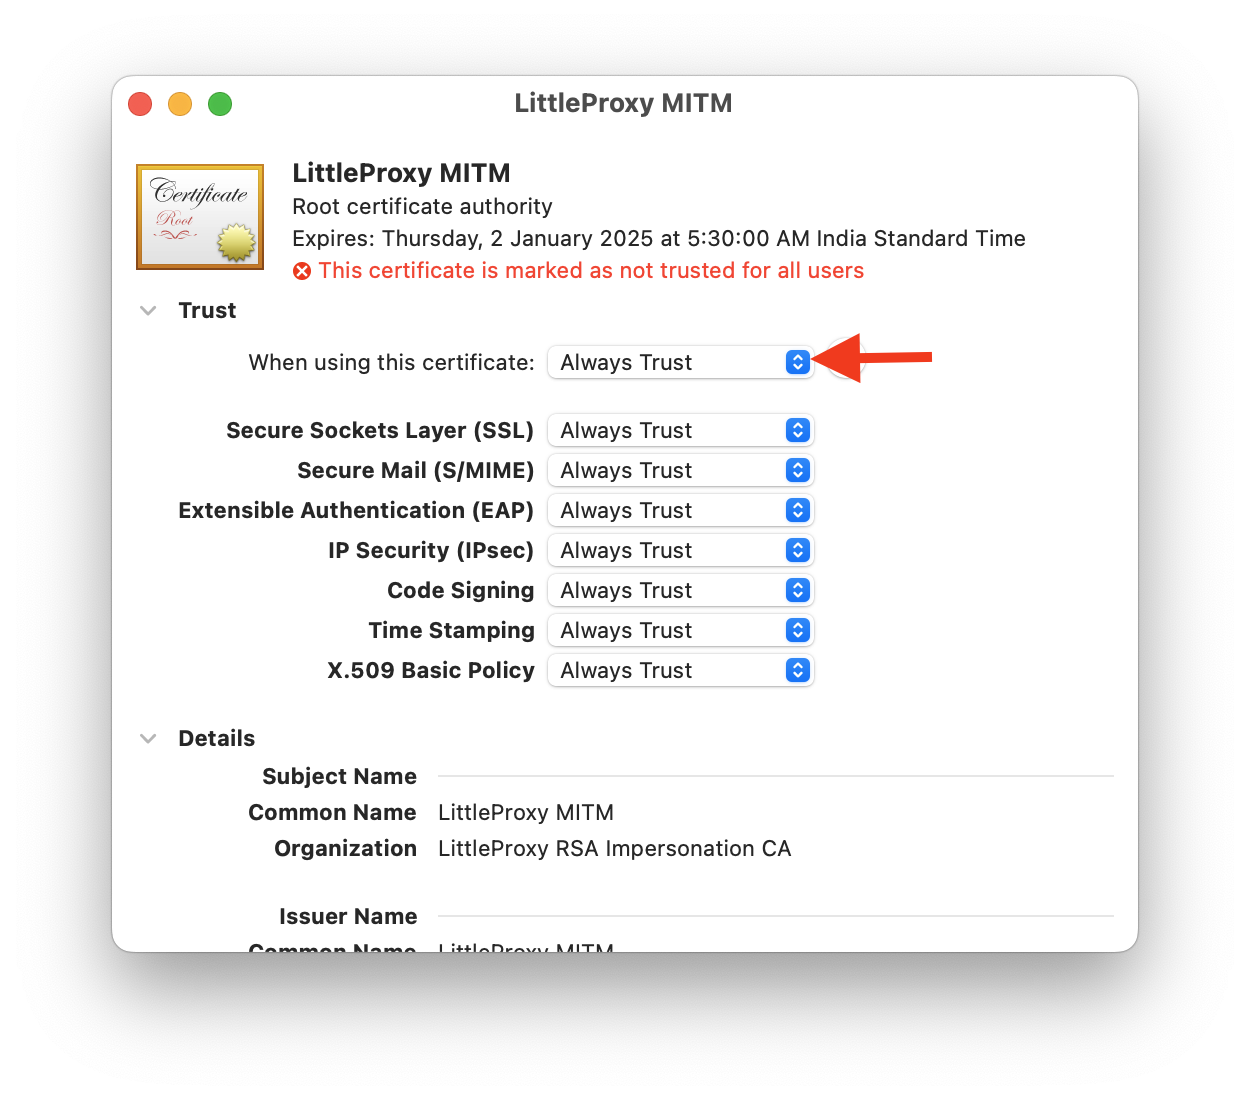 LittleProxy MITM
Certificate
Root
LittleProxy MITM
Root certificate authority
Expires: Thursday, 2 January 2025 at 5:30:00 AM India Standard Time
This certificate is marked as not trusted for all users
Trust
When using this certificate: Always Trust
Secure Sockets Layer (SSL) Always Trust
Secure Mail (S/MIME) Always Trust
Extensible Authentication (EAP) Always Trust
IP Security (IPsec) Always Trust
Code Signing Always Trust
Time Stamping Always Trust
X.509 Basic Policy Always Trust
Details
Subject Name
Common Name LittleProxy MITM
Organization LittleProxy RSA Impersonation CA
Issuer Name
Common Name LittleProxy MITM